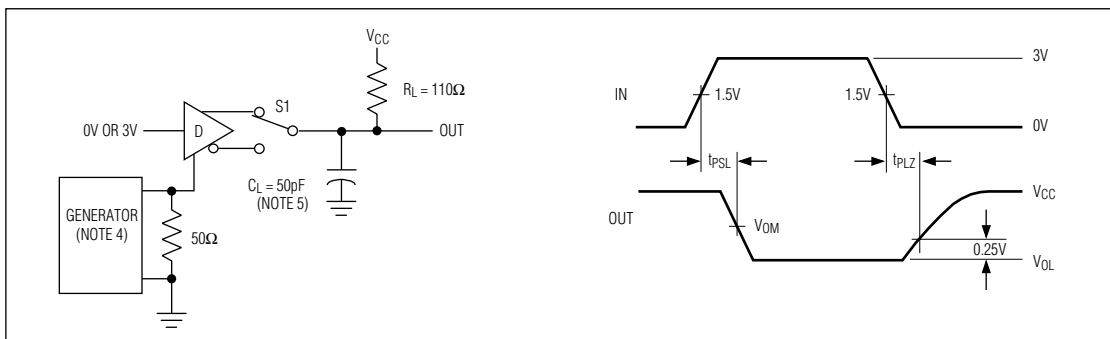 VCC
RL = 110Ω
S1
0V OR 3V
D
OUT
CL = 50pF
(NOTE 5)
GENERATOR
(NOTE 4)
50Ω
3V
IN
1.5V
1.5V
0V
tPSL
tPLZ
VCC
OUT
VOM
0.25V
VOL